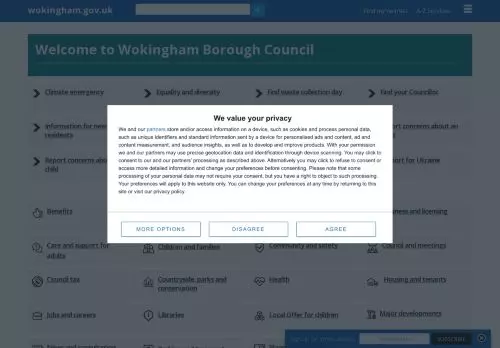 wokingham.gov.uk
Find my nearest A-Z Services
Welcome to Wokingham Borough Council
Climate emergency
Equality and diversity
Find waste collection day
Find your Councillor
Information for new
residents
Report concerns about an
Report concerns about
child
port for Ukraine
We value your privacy
We and our partners store and/or access information on a device, such as cookies and process personal data,
such as unique identifiers and standard information sent by a device for personalised ads and content, ad and
content measurement, and audience insights, as well as to develop and improve products. With your permission
we and our partners may use precise geolocation data and identification through device scanning. You may click to
consent to our and our partners' processing as described above. Alternatively you may click to refuse to consent or
access more detailed information and change your preferences before consenting. Please note that some
processing of your personal data may not require your consent, but you have a right to object to such processing.
Your preferences will apply to this website only. You can change your preferences at any time by returning to
this site or visit our privacy policy.
MORE OPTIONS
DISAGREE
AGREE
Benefits
iness and licensing
Care and support for
adults
Children and families
Community and safety
Council and meetings
Council tax
Countryside parks and
conservation
Health
Housing and tenants
Jobs and careers
Libraries
Local Offer for children
Major developments
Sign up for
SUBSCRIBE